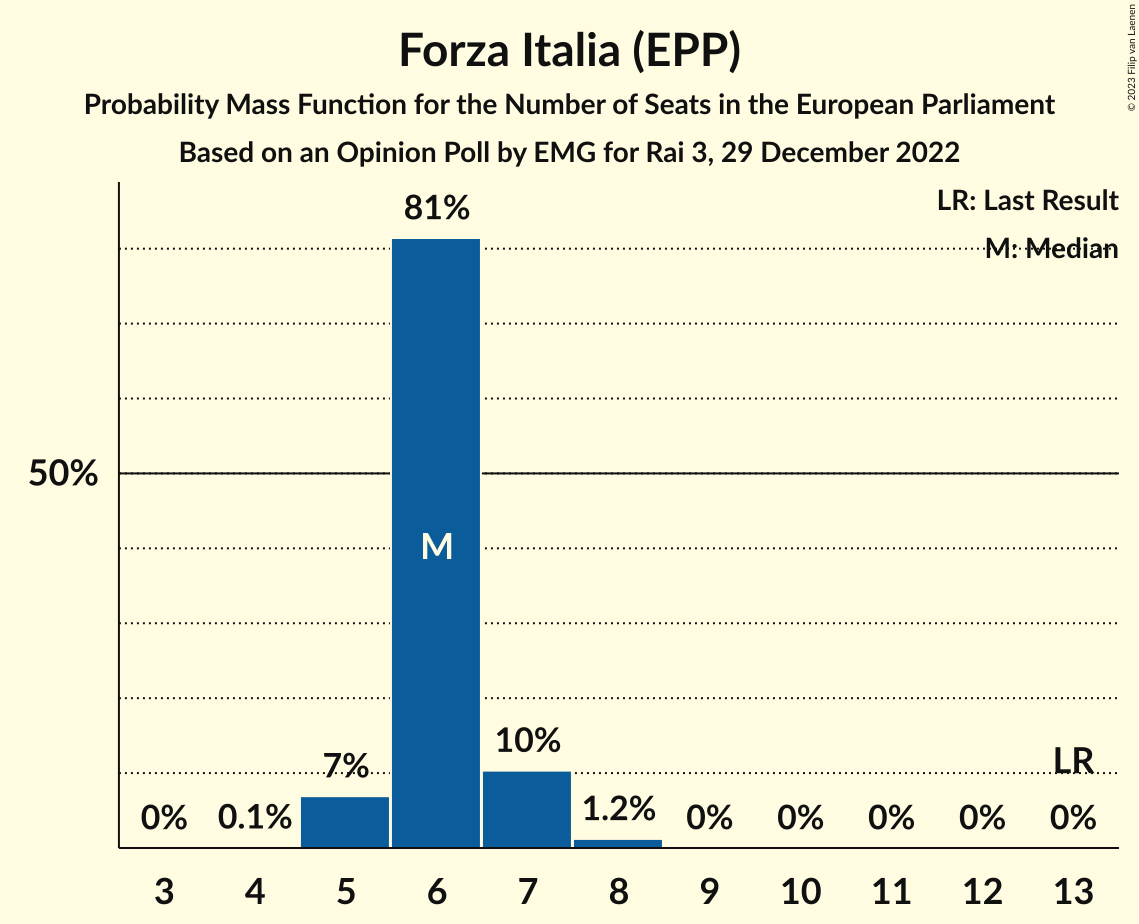 Forza Italia (EPP)
Probability Mass Function for the Number of Seats in the European Parliament
Based on an Opinion Poll by EMG for Rai 3, 29 December 2022
© 2023 Filip van Laenen
LR: Last Result
M: Median
81%
50%
M
10%
7%
LR
0% 0.1% 1.2% 0% 0% 0% 0% 0%
3 4 5 6 7 8 9 10 11 12 13